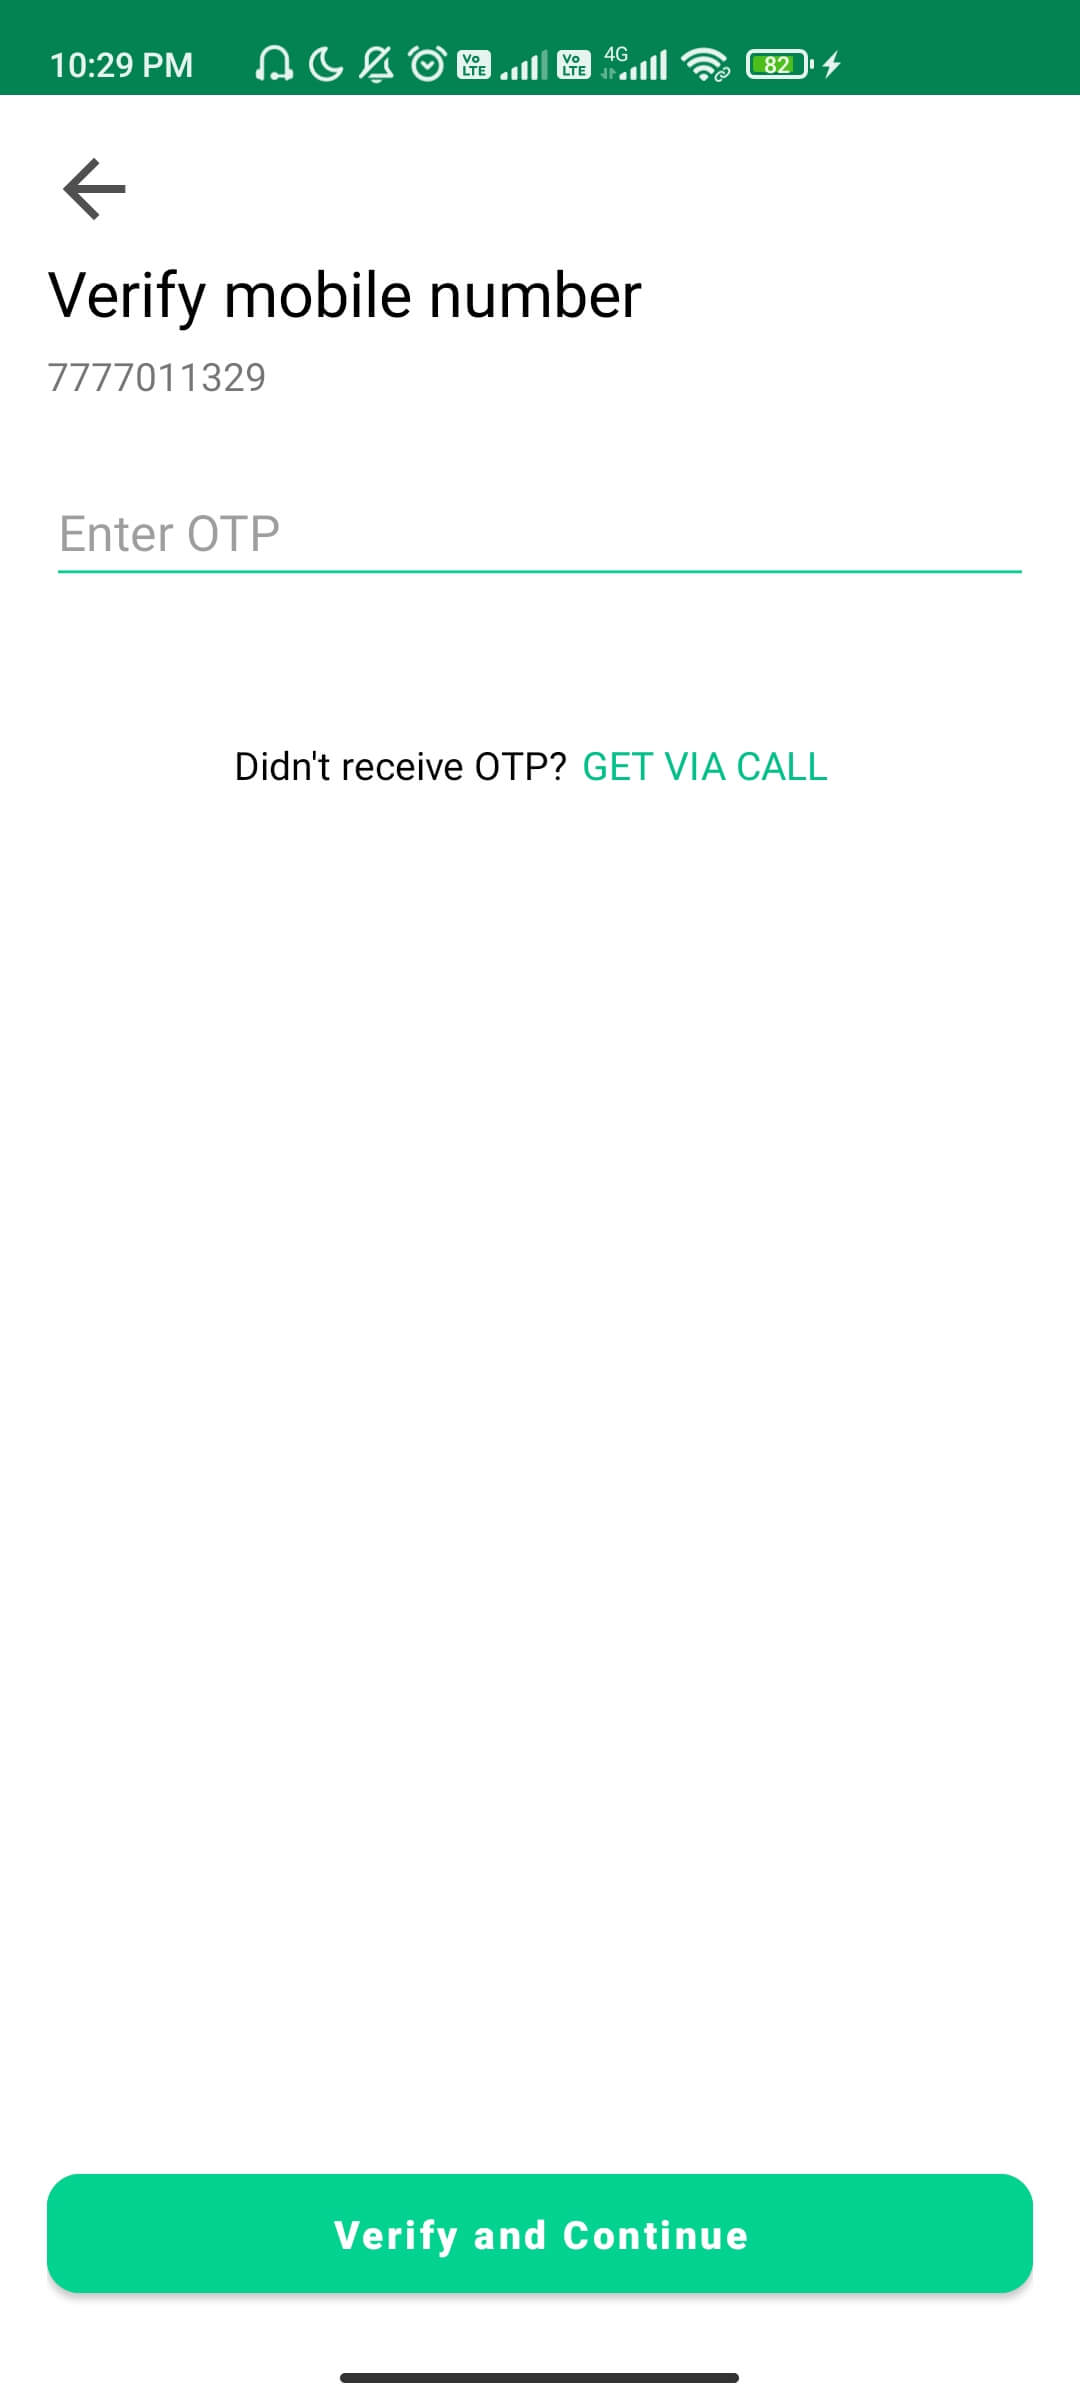 10:29 PM Vo LTE Vo LTE 4G 82
Verify mobile number
7777011329
Enter OTP
Didn't receive OTP? GET VIA CALL
Verify and Continue